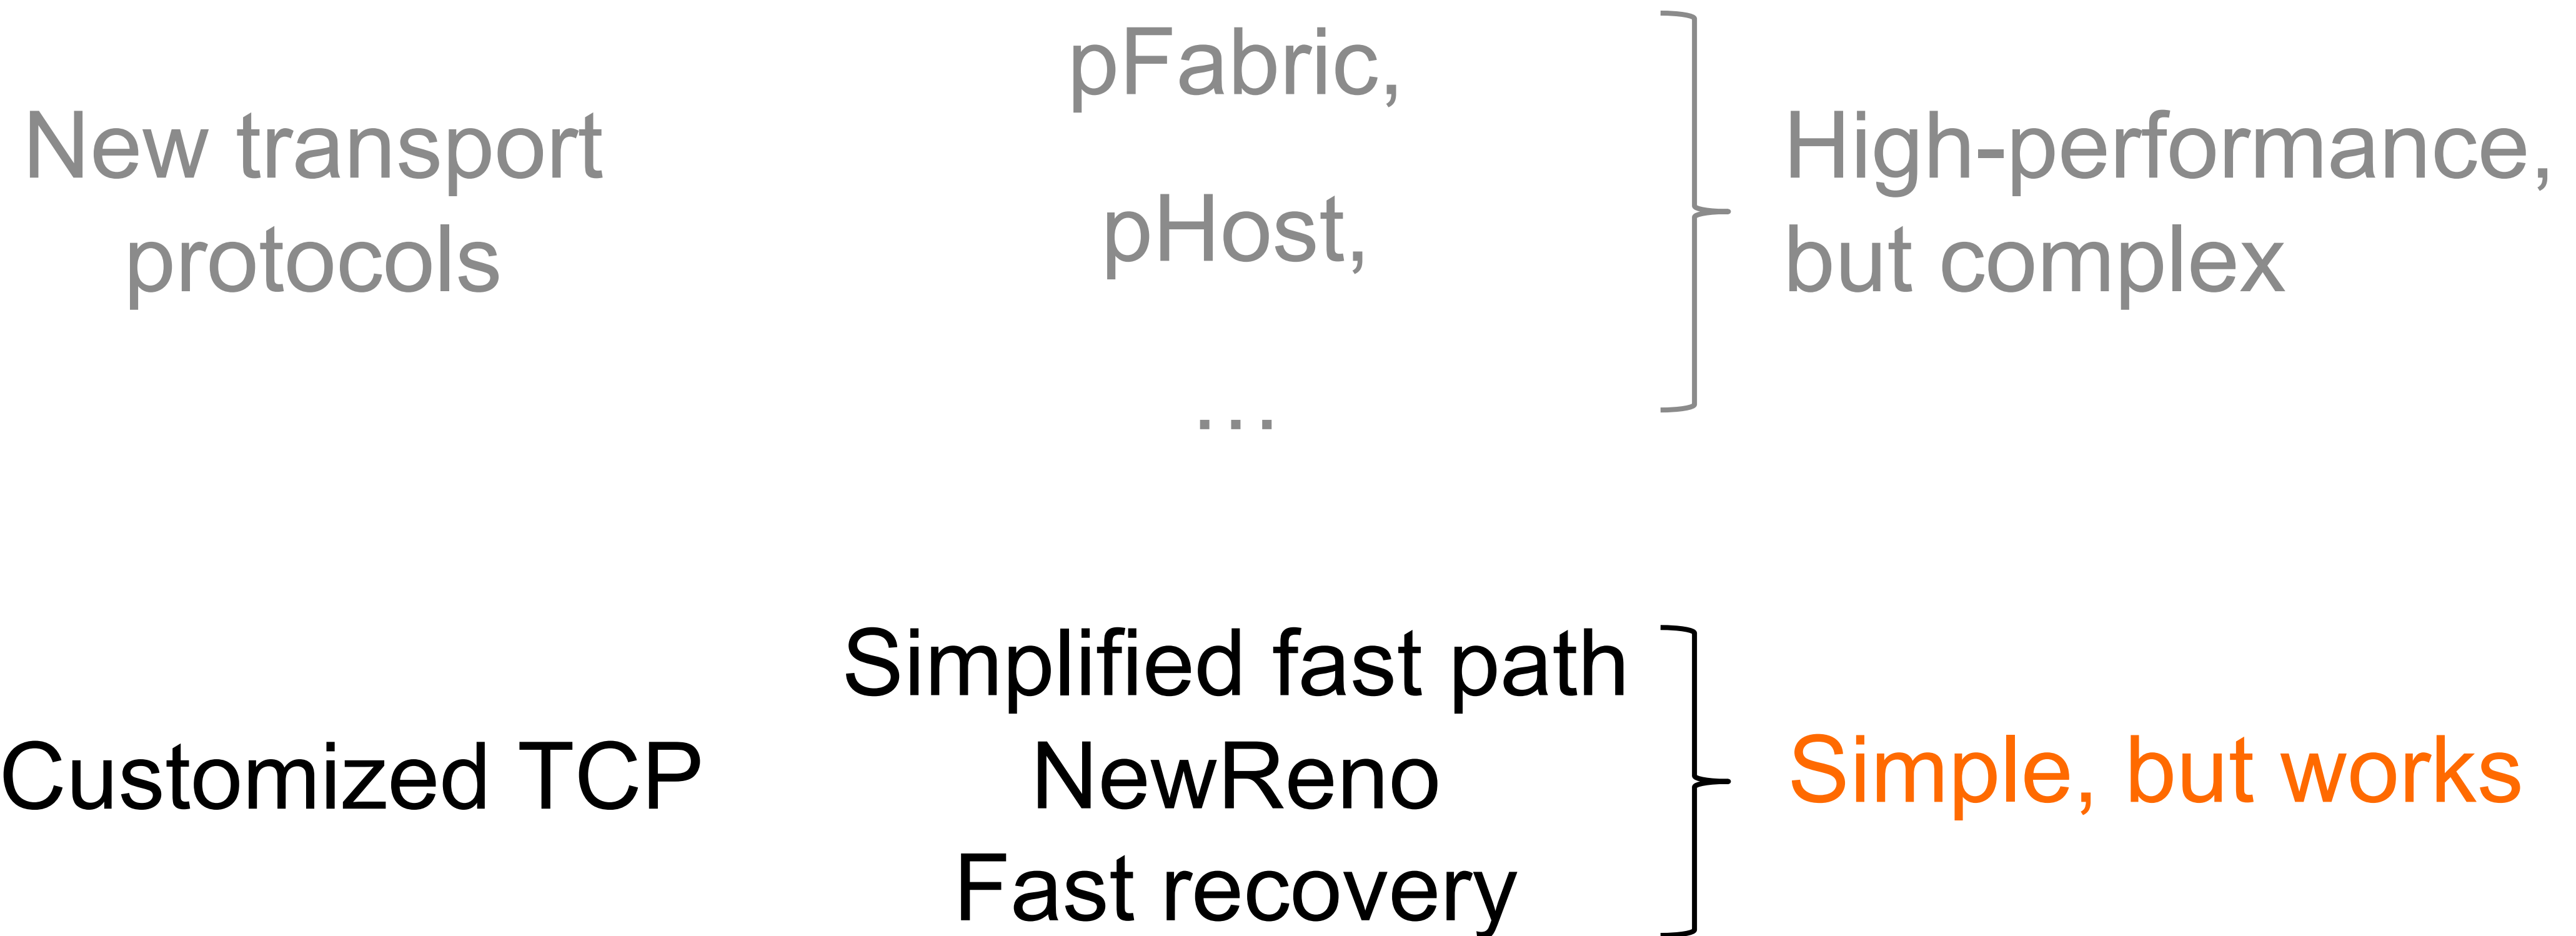 New transport
protocols
pFabric,
pHost,
…
High-performance,
but complex
Customized TCP
Simplified fast path
NewReno
Fast recovery
Simple, but works